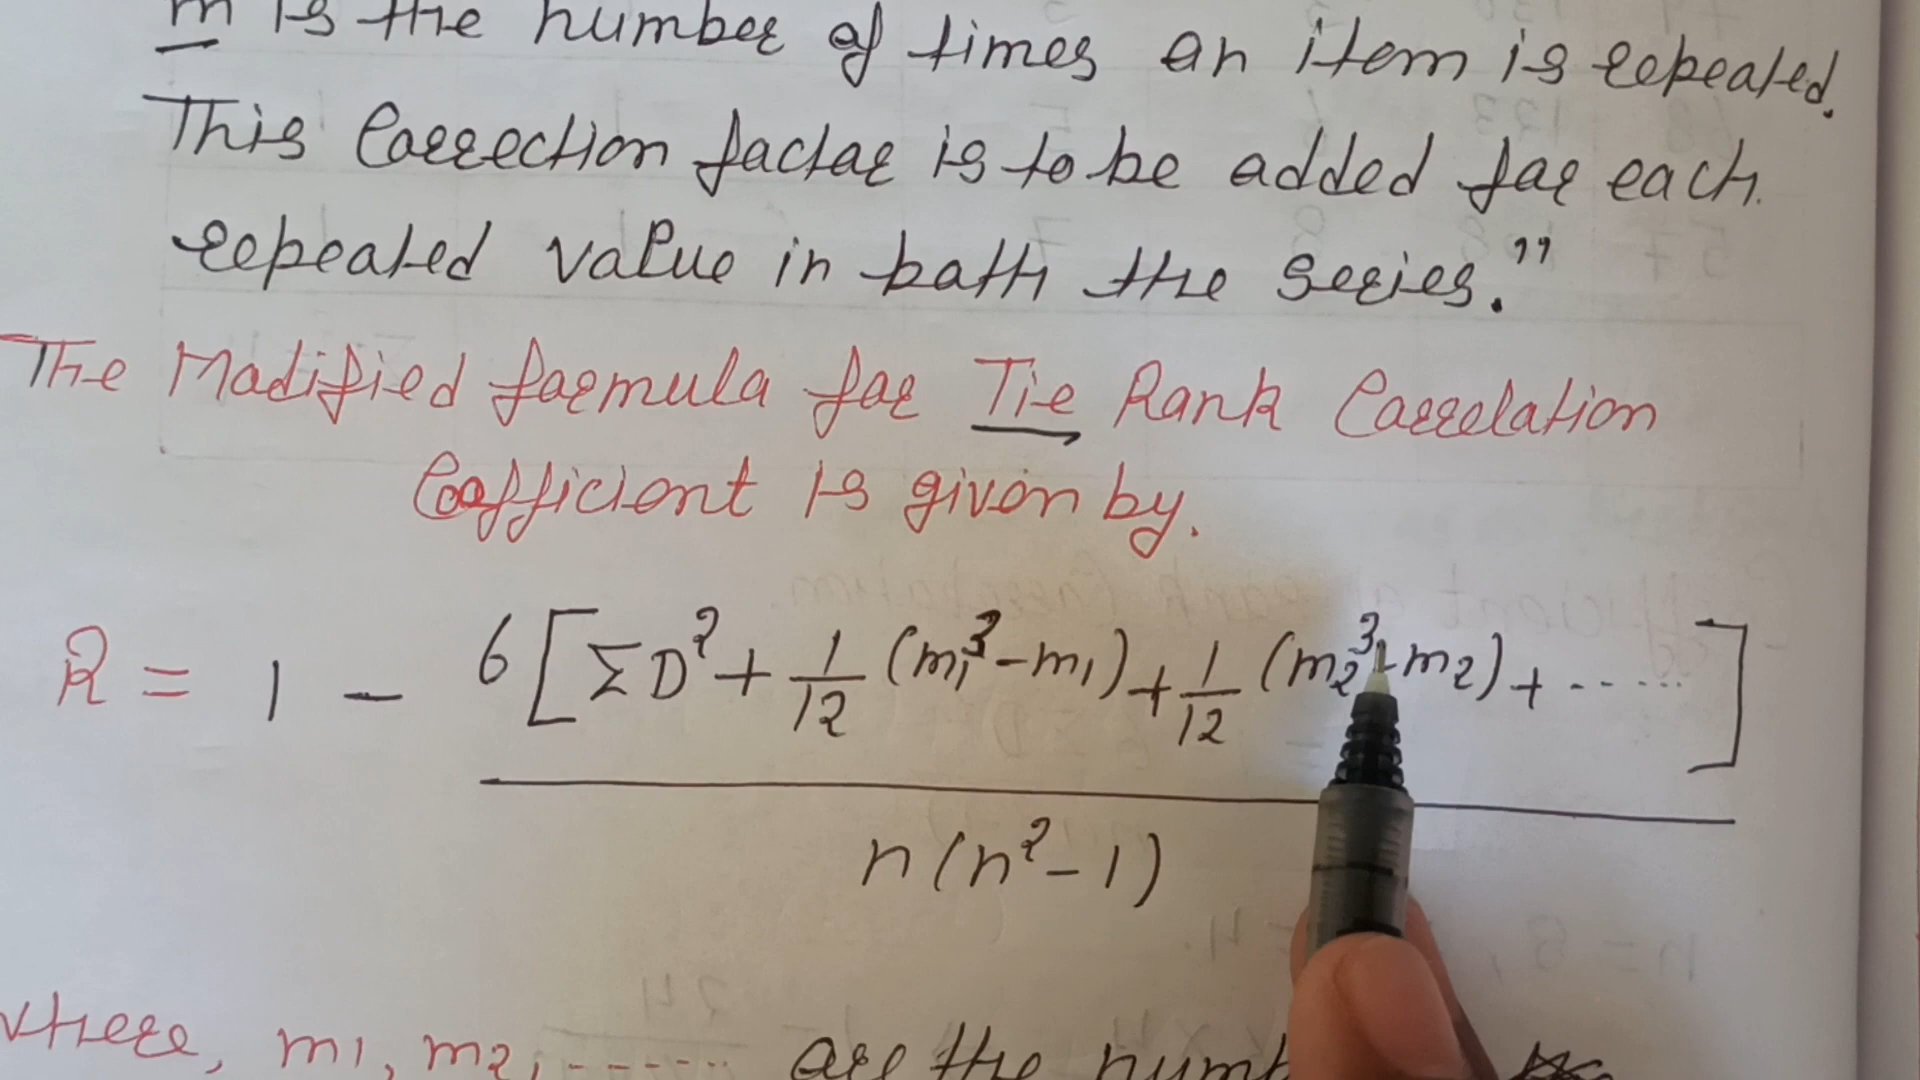 m is the number of times an item is repeated.
This Correction factor is to be added for each
repeated value in both the series."
The Modified formula for Tie Rank Correlation
Coefficient is given by.
R = 1 - 6[ΣD² + 1/12 (m₁³ - m₁) + 1/12 (m₂³ - m₂) + ......] / n(n² - 1)
where, m1, m2, ...... are the